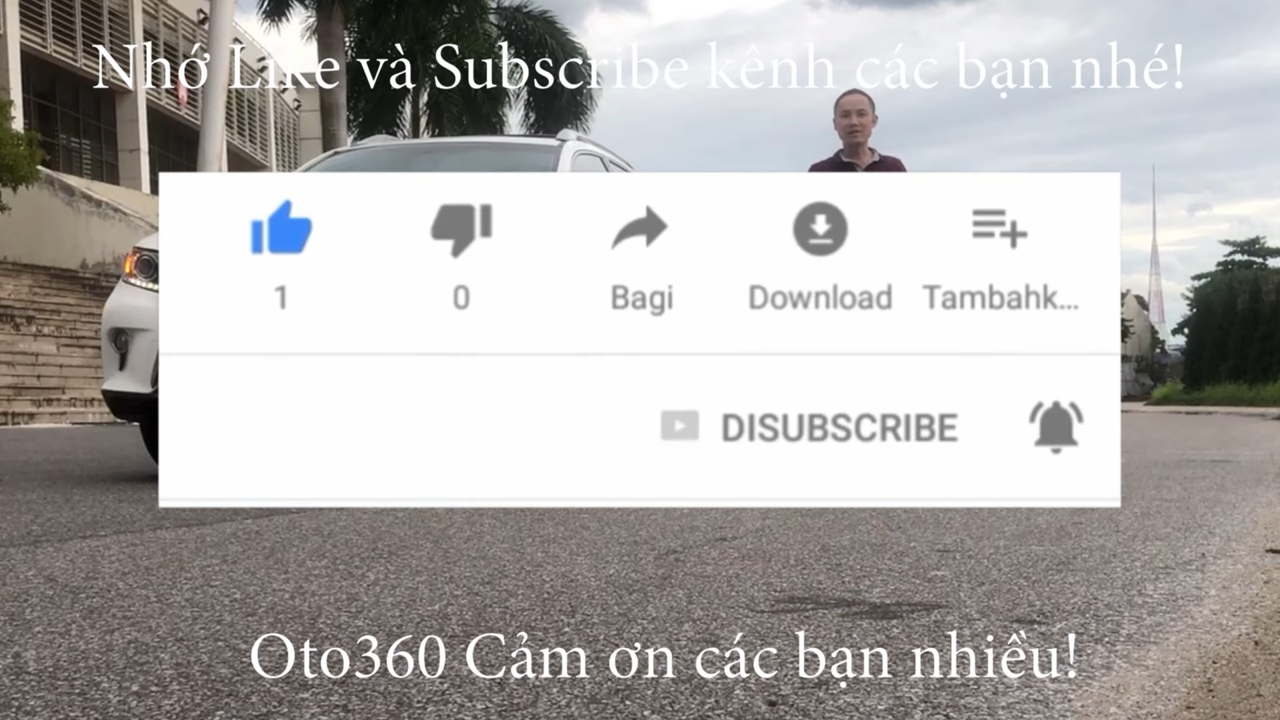 Nhớ Like và Subscribe kênh các bạn nhé!
1 0 Bagi Download Tambahk...
DISUBSCRIBE
Oto360 Cảm ơn các bạn nhiều!